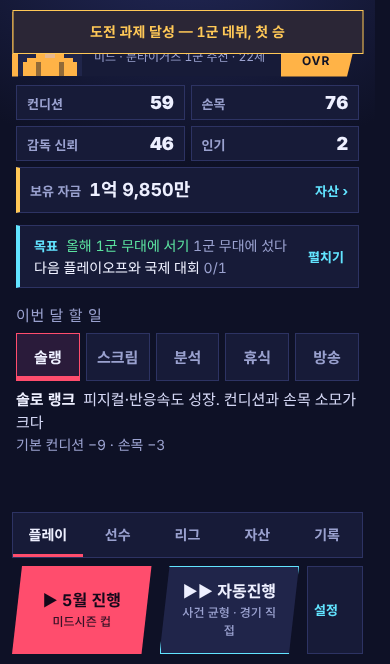 도전 과제 달성 — 1군 데뷔, 첫 승
미드 · 문타이거즈 1군 주전 · 22세
OVR
컨디션 59
손목 76
감독 신뢰 46
인기 2
보유 자금 1억 9,850만
자산 ›
목표 올해 1군 무대에 서기 1군 무대에 섰다
다음 플레이오프와 국제 대회 0/1
펼치기
이번 달 할 일
솔랭
스크림
분석
휴식
방송
솔로 랭크 피지컬·반응속도 성장. 컨디션과 손목 소모가
크다
기본 컨디션 −9 · 손목 −3
플레이
선수
리그
자산
기록
▶ 5월 진행
미드시즌 컵
▶▶ 자동진행
사건 균형 · 경기 직
접
설정